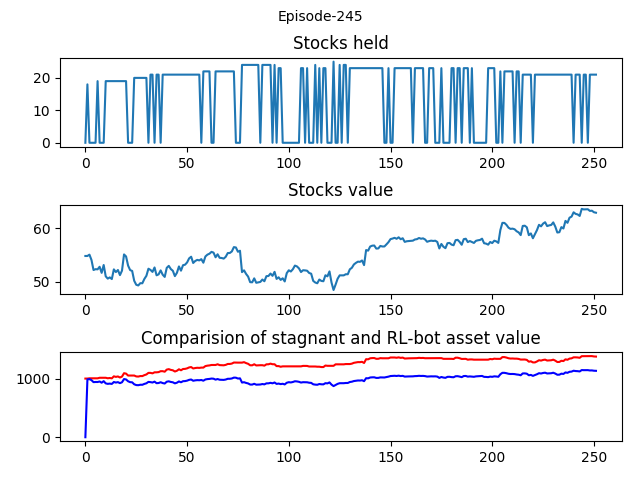 Episode-245
Stocks held
20
10
0
0 50 100 150 200 250
Stocks value
60
50
0 50 100 150 200 250
Comparision of stagnant and RL-bot asset value
1000
0
0 50 100 150 200 250